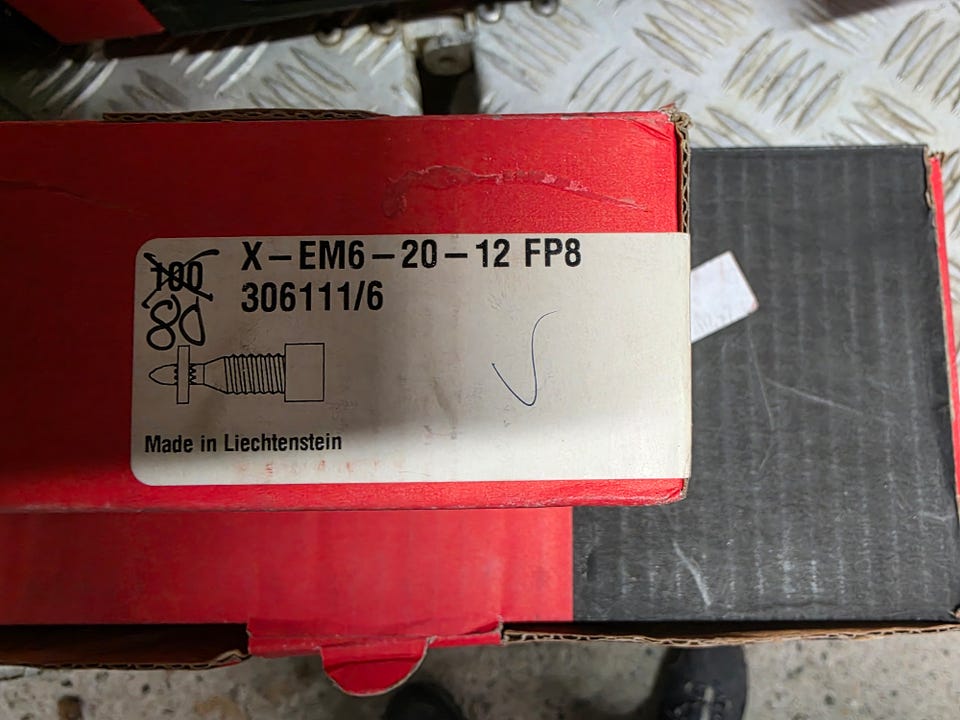 100
80
X-EM6-20-12 FP8
306111/6
Made in Liechtenstein